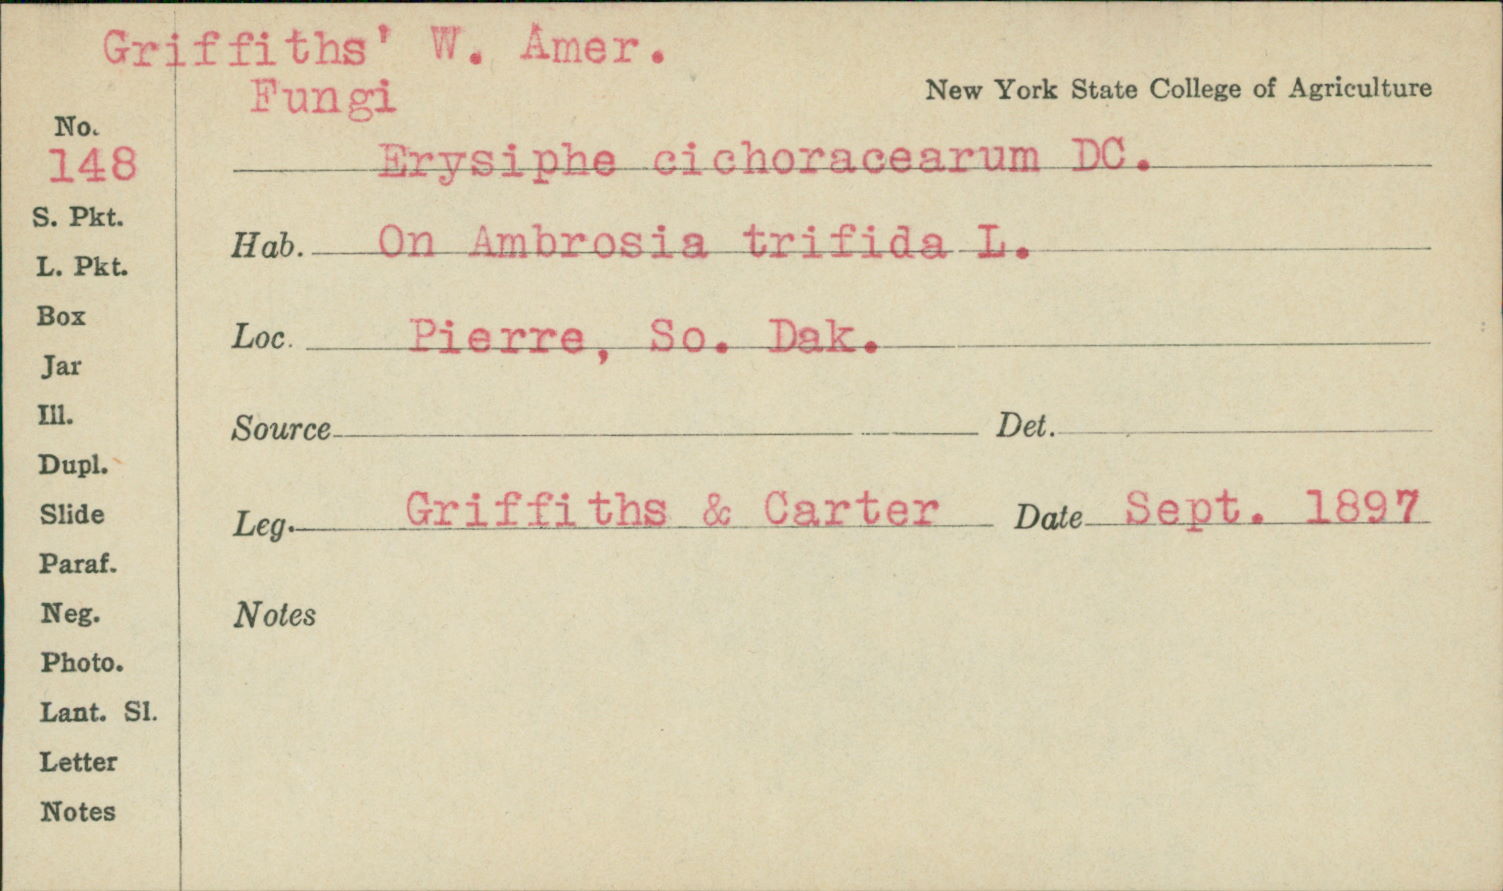 Griffiths' W. Amer.
Fungi
New York State College of Agriculture
No.
148
Erysiphe cichoracearum DC.
S. Pkt.
Hab. On Ambrosia trifida L.
L. Pkt.
Box
Loc. Pierre, So. Dak.
Jar
Ill.
Source Det.
Dupl.
Slide
Leg. Griffiths & Carter Date Sept. 1897
Paraf.
Neg.
Notes
Photo.
Lant. Sl.
Letter
Notes